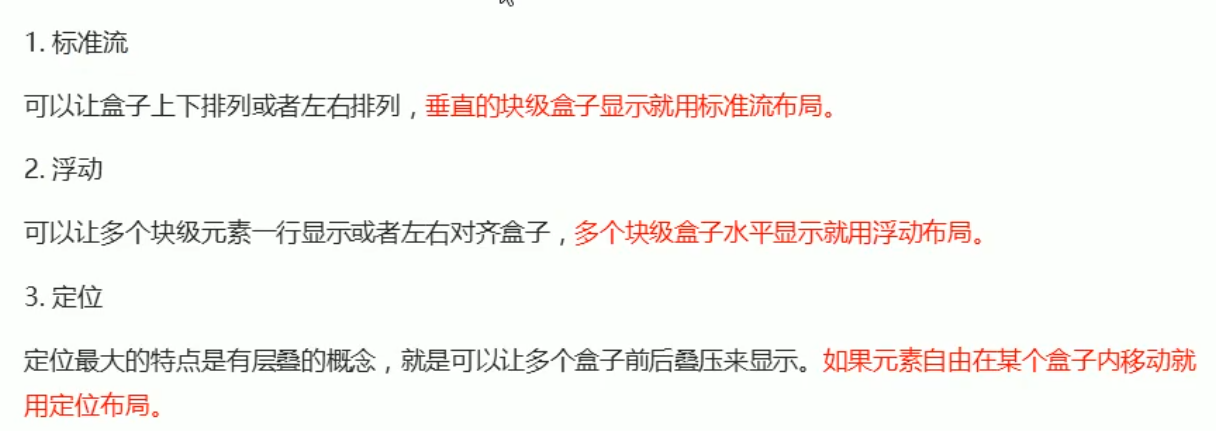 1. 标准流
可以让盒子上下排列或者左右排列，垂直的块级盒子显示就用标准流布局。
2. 浮动
可以让多个块级元素一行显示或者左右对齐盒子，多个块级盒子水平显示就用浮动布局。
3. 定位
定位最大的特点是有层叠的概念，就是可以让多个盒子前后叠压来显示。如果元素自由在某个盒子内移动就
用定位布局。